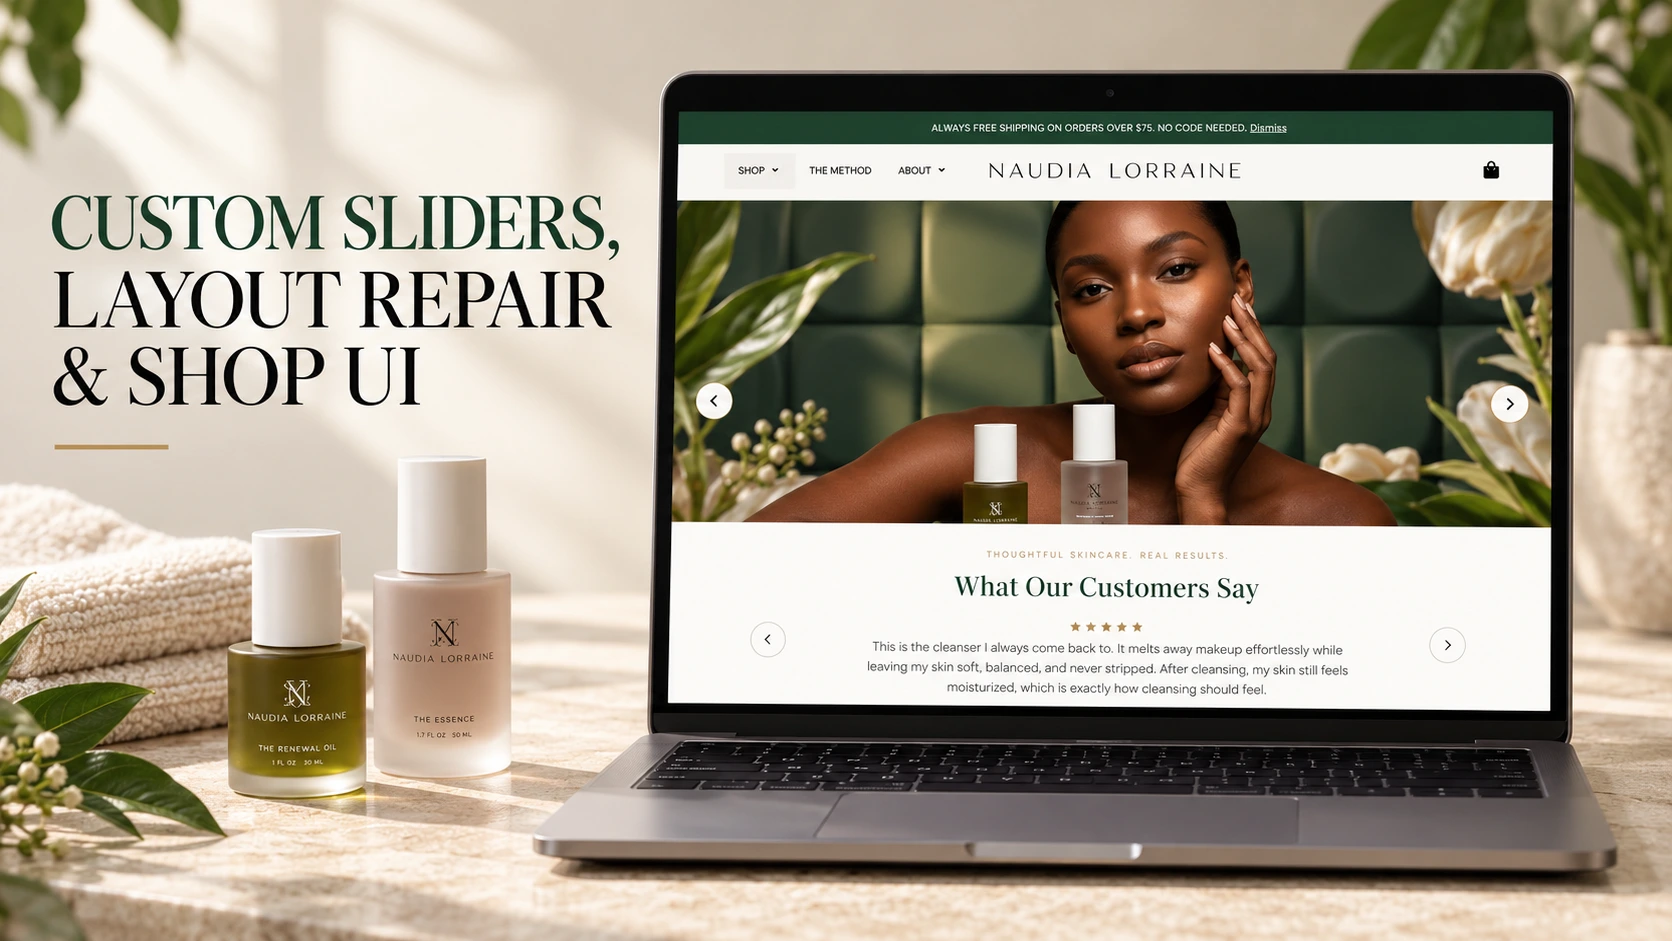 CUSTOM SLIDERS,
LAYOUT REPAIR
& SHOP UI
NAUDIA LORRAINE
THE RENEWAL OIL
1 FL OZ 30 ML
NAUDIA LORRAINE
THE ESSENCE
1.7 FL OZ 50 ML
ALWAYS FREE SHIPPING ON ORDERS OVER $75. NO CODE NEEDED. Dismiss
SHOP THE METHOD ABOUT NAUDIA LORRAINE
THOUGHTFUL SKINCARE. REAL RESULTS.
What Our Customers Say
This is the cleanser I always come back to. It melts away makeup effortlessly while
leaving my skin soft, balanced, and never stripped. After cleansing, my skin still feels
moisturized, which is exactly how cleansing should feel.